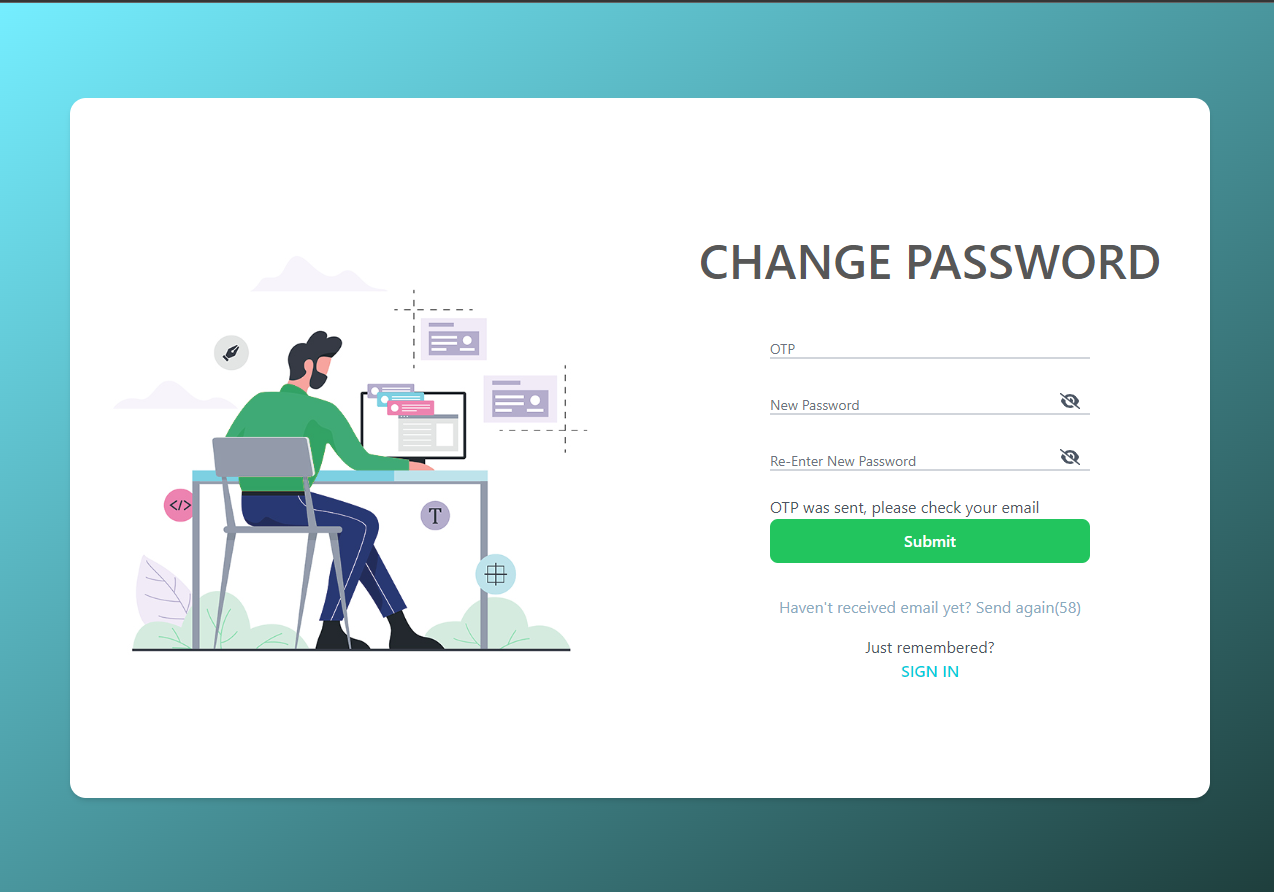 CHANGE PASSWORD
OTP
New Password
Re-Enter New Password
OTP was sent, please check your email
Submit
Haven't received email yet? Send again(58)
Just remembered?
SIGN IN
</>
T